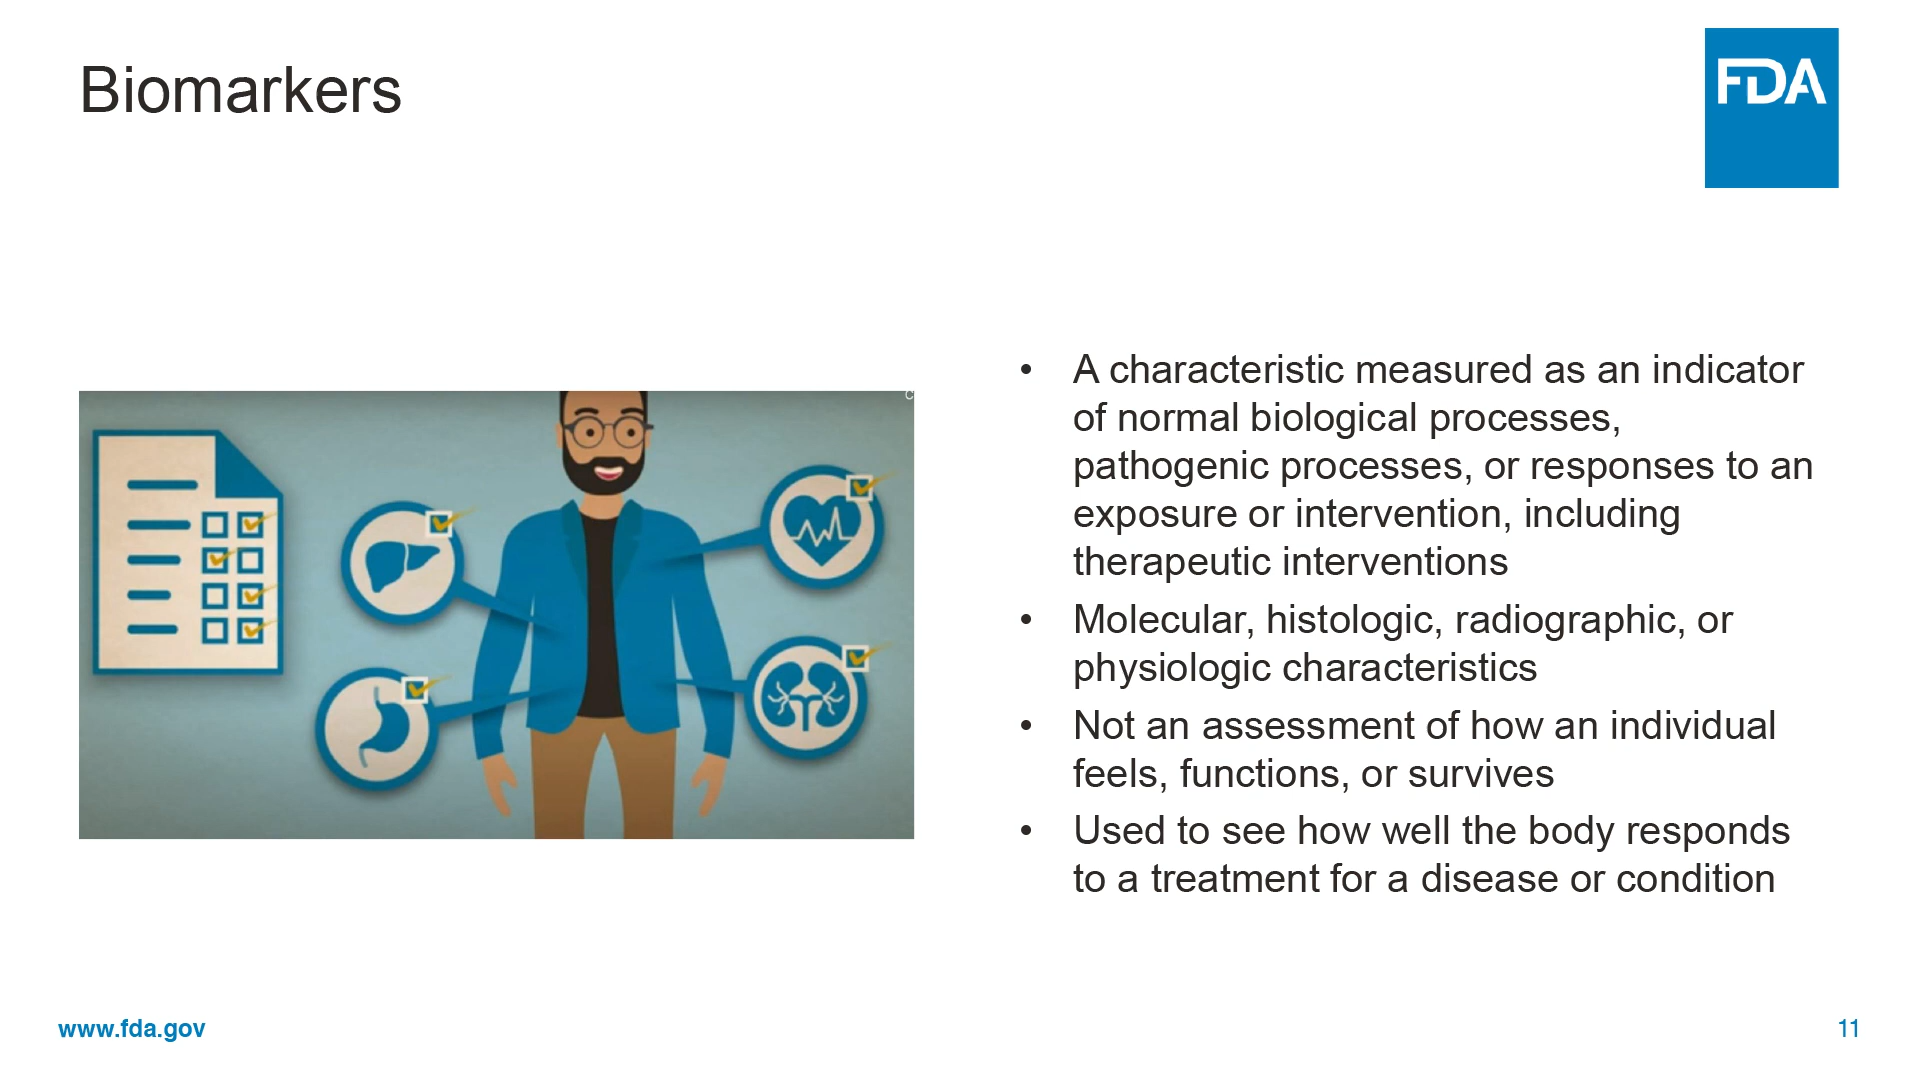 Biomarkers
FDA
C
• A characteristic measured as an indicator
of normal biological processes,
pathogenic processes, or responses to an
exposure or intervention, including
therapeutic interventions
• Molecular, histologic, radiographic, or
physiologic characteristics
• Not an assessment of how an individual
feels, functions, or survives
• Used to see how well the body responds
to a treatment for a disease or condition
www.fda.gov
11